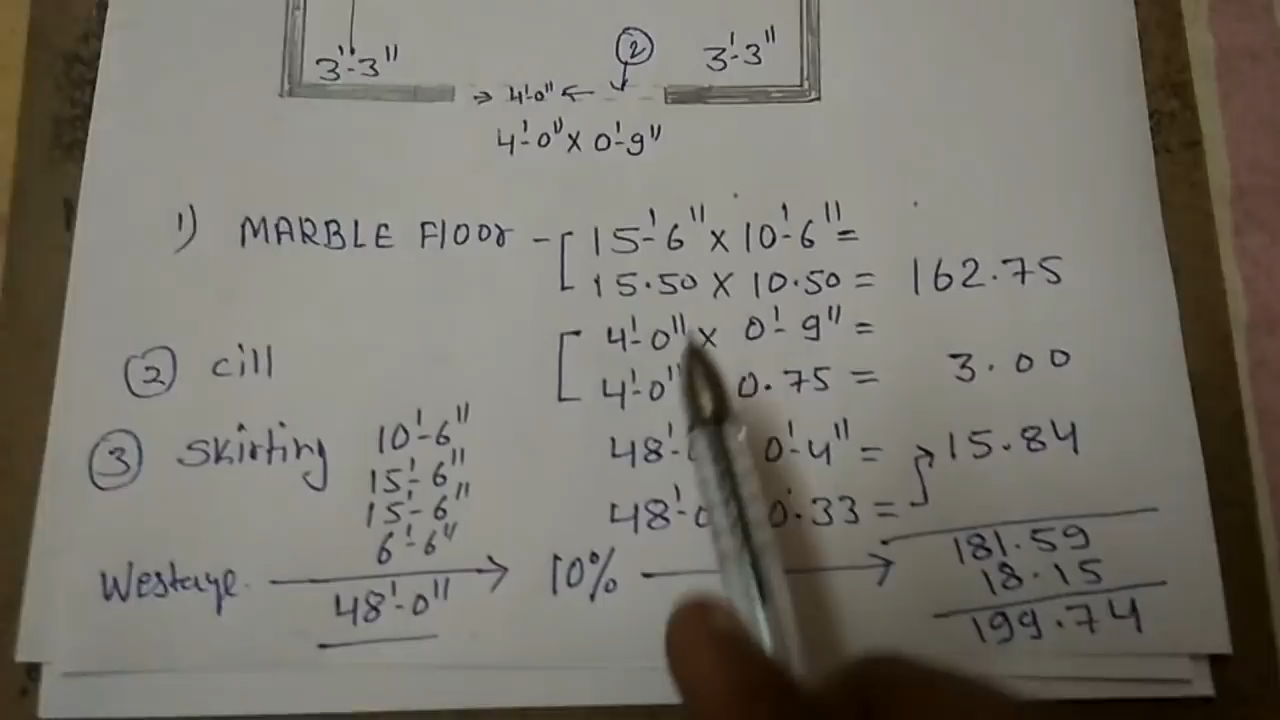 3'-3" ② 3'-3"
→ 4'-0" ←
4'-0" x 0'-9"
1) MARBLE Floor - 15'-6" x 10'-6" =
15.50 x 10.50 = 162.75
② cill 4'-0" x 0'-9" =
4'-0" 0.75 = 3.00
③ Skirting 10'-6" 48'- 0'-4" = 15.84
15'-6"
15'-6" 48'-0 0.33 =
6'-6" 181.59
Westage 48'-0" 10% 18.15
199.74